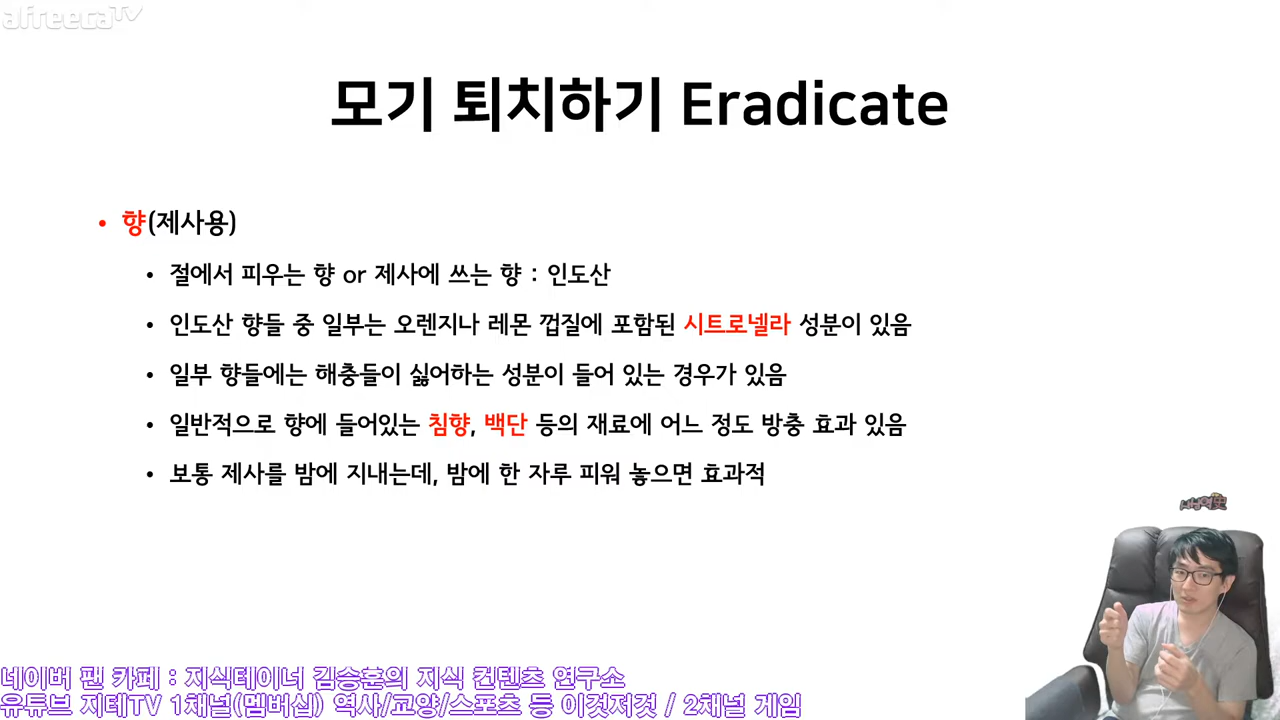 afreecaTV
모기 퇴치하기 Eradicate
• 향(제사용)
• 절에서 피우는 향 or 제사에 쓰는 향 : 인도산
• 인도산 향들 중 일부는 오렌지나 레몬 껍질에 포함된 시트로넬라 성분이 있음
• 일부 향들에는 해충들이 싫어하는 성분이 들어 있는 경우가 있음
• 일반적으로 향에 들어있는 침향, 백단 등의 재료에 어느 정도 방충 효과 있음
• 보통 제사를 밤에 지내는데, 밤에 한 자루 피워 놓으면 효과적
네이버 팬 카페 : 지식테이너 김승훈의 지식 컨텐츠 연구소
유튜브 지테TV 1채널(멤버십) 역사/교양/스포츠 등 이것저것 / 2채널 게임